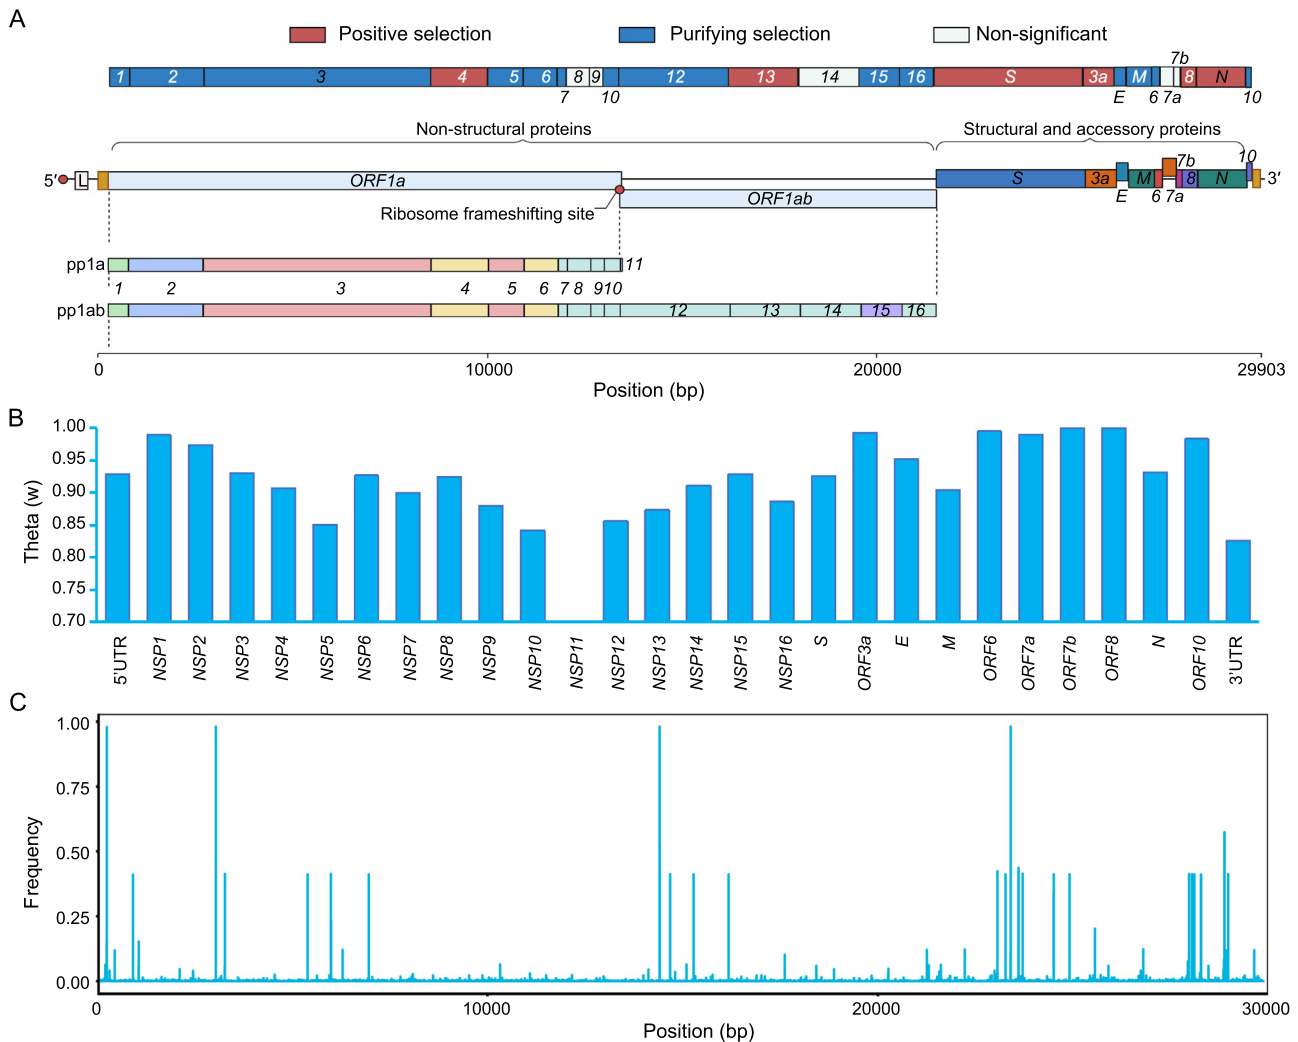 A
Positive selection Purifying selection Non-significant
7b
1 2 3 4 5 6 8 9 12 13 14 15 16 S 3a M 8 N
7 10 E 6 7a 10
Non-structural proteins Structural and accessory proteins
10
7b
5′ L ORF1a S 3a M 8 N 3′
E 6 7a
ORF1ab
Ribosome frameshifting site
pp1a 11
1 2 3 4 5 6 7 8 9 10
pp1ab 12 13 14 15 16
0 10000 20000 29903
Position (bp)
B
1.00
0.95
0.90
0.85
0.80
0.75
0.70
Theta (w)
5'UTR NSP1 NSP2 NSP3 NSP4 NSP5 NSP6 NSP7 NSP8 NSP9 NSP10 NSP11 NSP12 NSP13 NSP14 NSP15 NSP16 S ORF3a E M ORF6 ORF7a ORF7b ORF8 N ORF10 3'UTR
C
1.00
0.75
0.50
0.25
0.00
Frequency
0 10000 20000 30000
Position (bp)